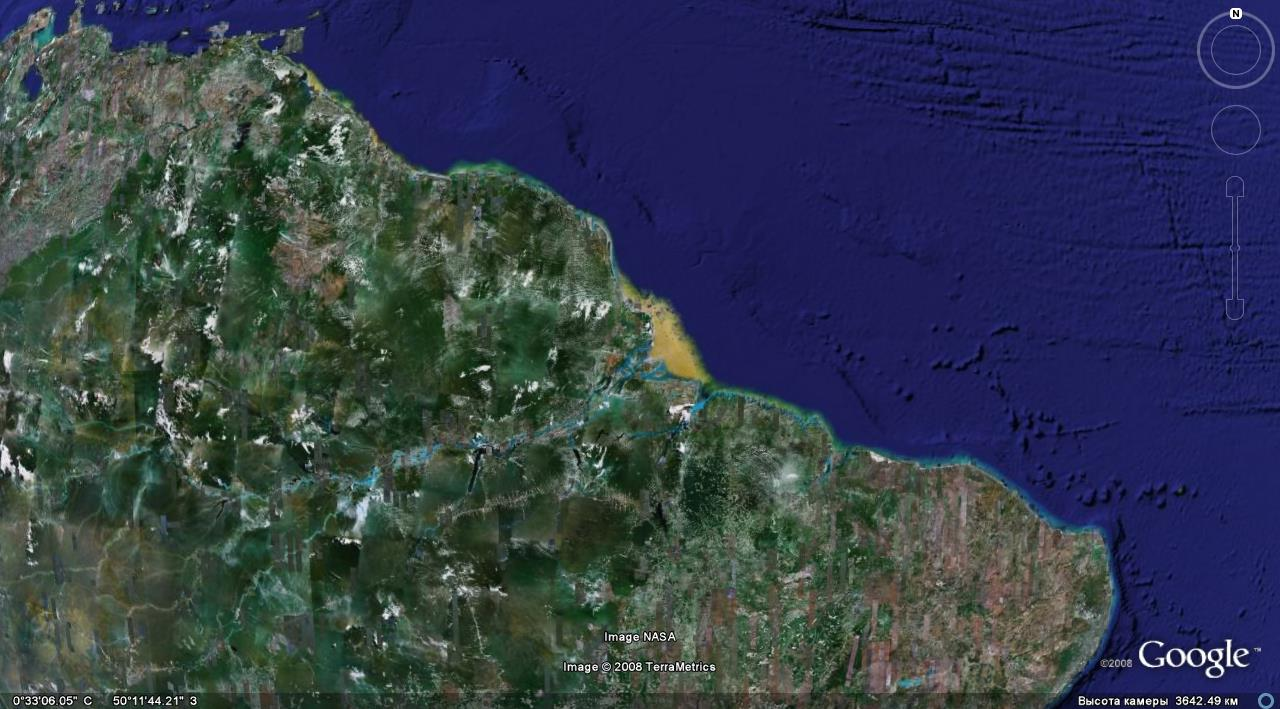 N
Image NASA
Image © 2008 TerraMetrics
©2008 Google™
0°33'06.05" С 50°11'44.21" З
Высота камеры 3642.49 км